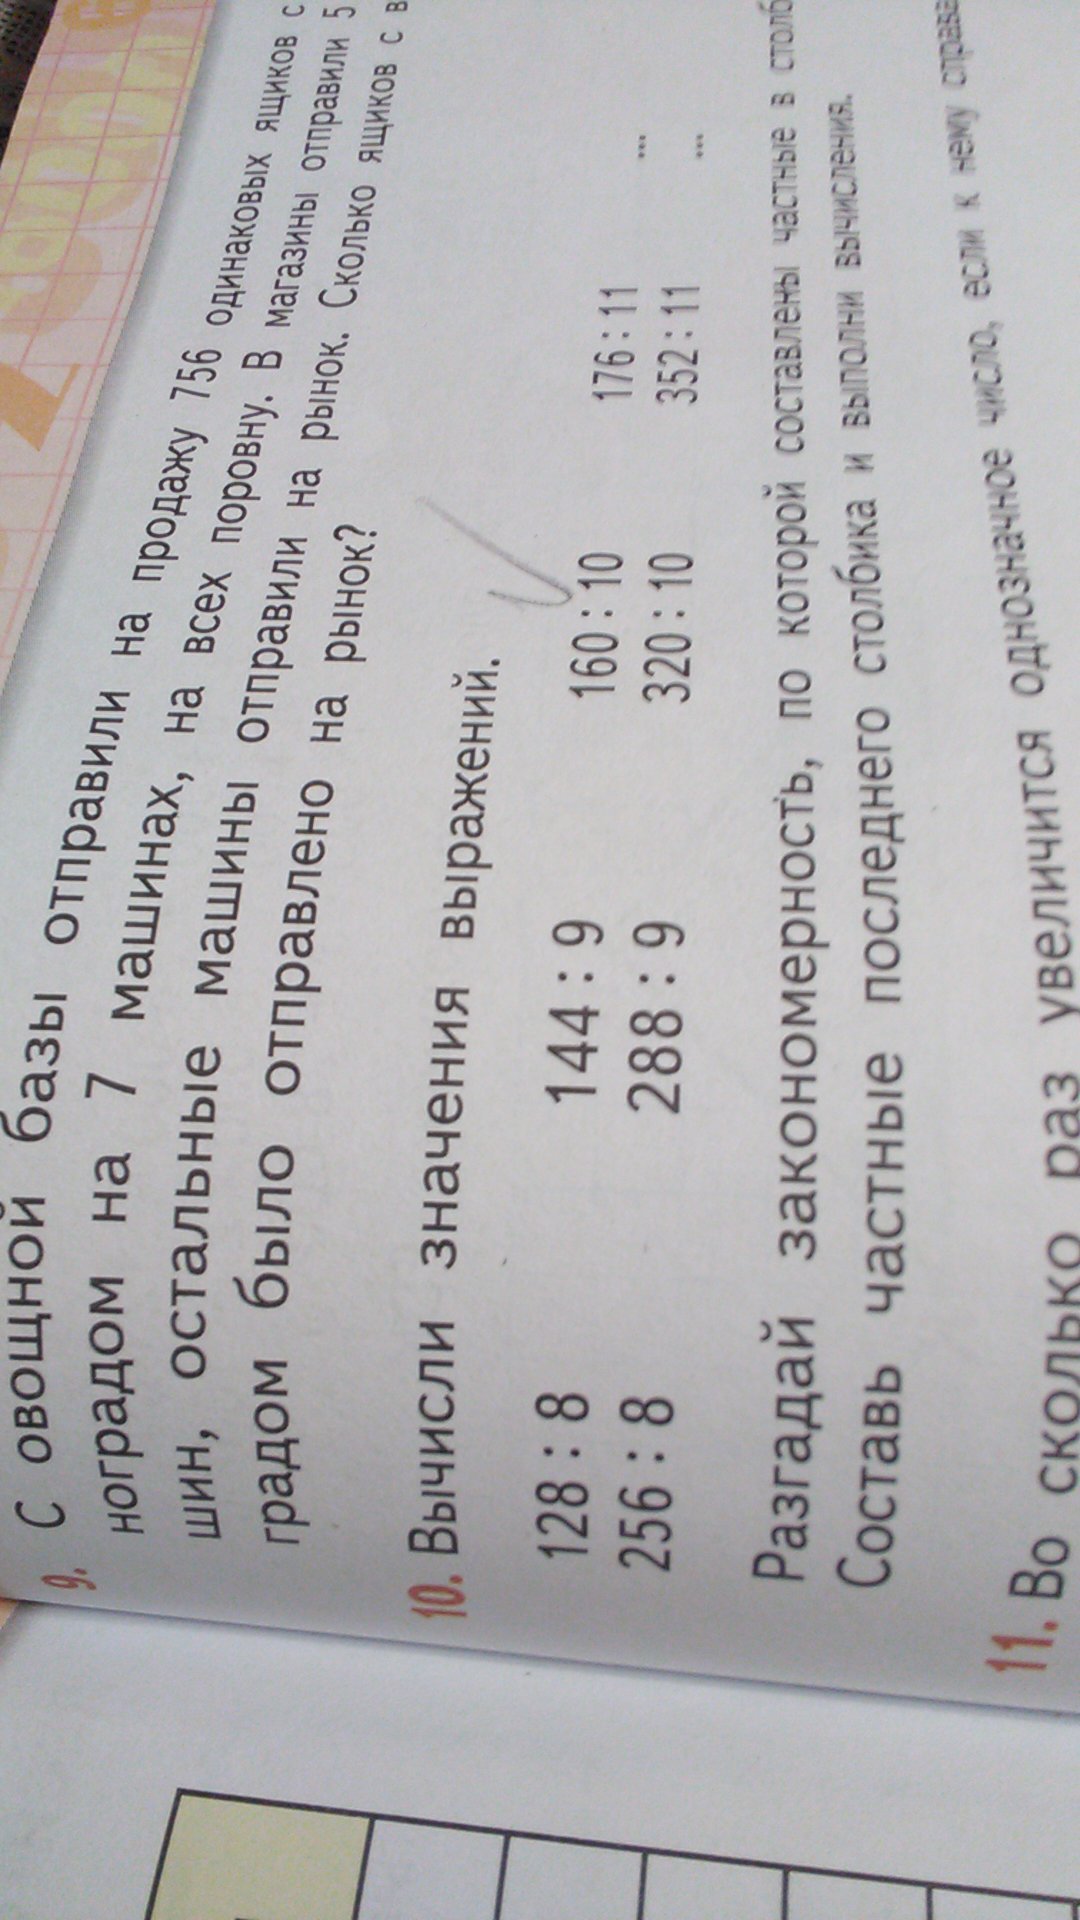 9. С овощной базы отправили на продажу 756 одинаковых ящиков с
ноградом на 7 машинах, на всех поровну. В магазины отправили 5
шин, остальные машины отправили на рынок. Сколько ящиков с в
градом было отправлено на рынок?
10. Вычисли значения выражений.
128 : 8 144 : 9 160 : 10 176 : 11 ...
256 : 8 288 : 9 320 : 10 352 : 11 ...
Разгадай закономерность, по которой составлены частные в столб
Составь частные последнего столбика и выполни вычисления.
11. Во сколько раз увеличится однозначное число, если к нему справа